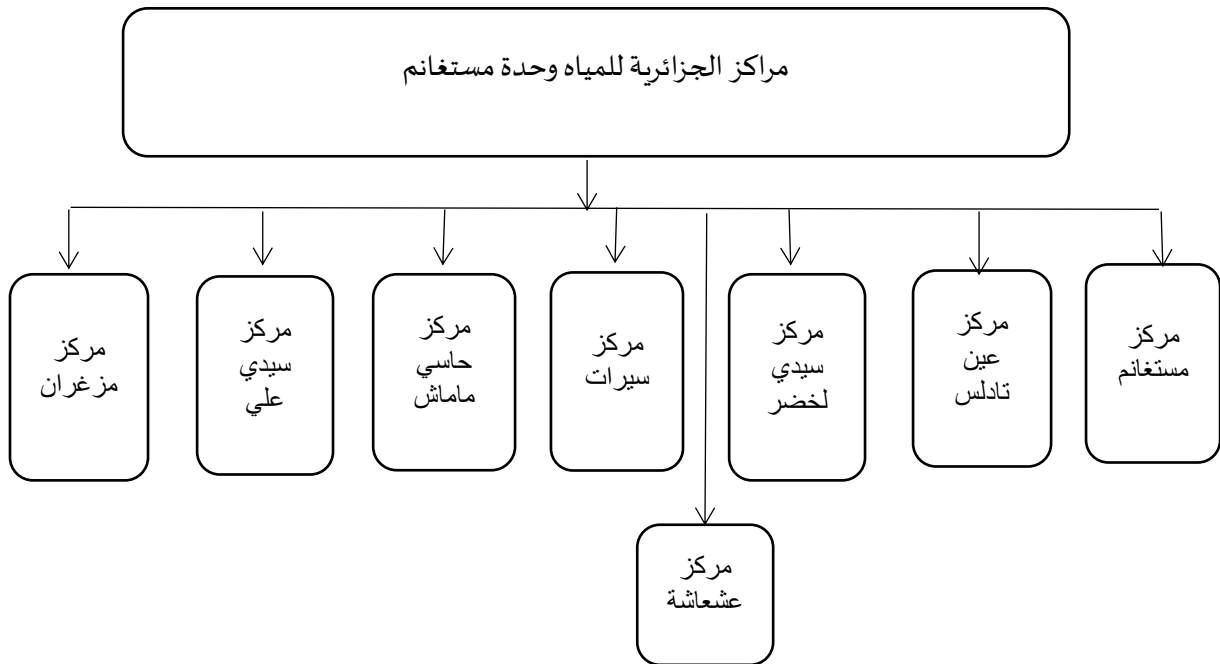 مراكز الجزائرية للمياه وحدة مستغانم
مركز
مستغانم
مركز
عين
تادلس
مركز
سيدي
لخضر
مركز
سيرات
مركز
حاسي
ماماش
مركز
سيدي
علي
مركز
مزغران
مركز
عشعاشة